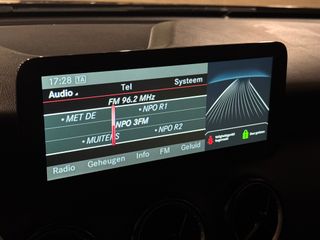 17:28 TA
Audio Tel Systeem
FM 96.2 MHz
NPO R1
MET DE
NPO 3FM
MUITERS
NPO R2
Radio Geheugen Info FM Geluid